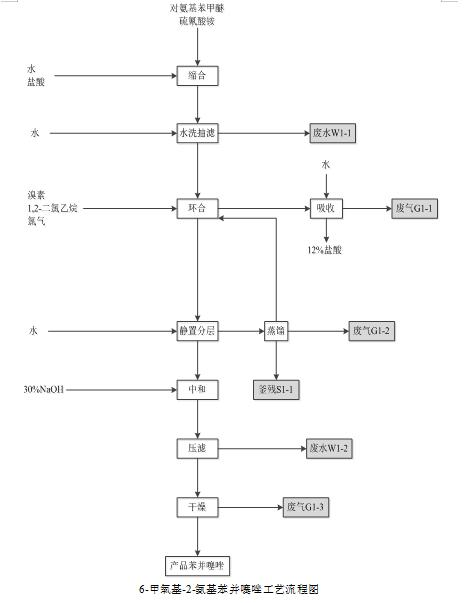 对氨基苯甲醚
硫氰酸铵
水
盐酸
缩合
水
水洗抽滤
废水W1-1
水
溴素
1,2-二氯乙烷
氯气
环合
吸收
废气G1-1
12%盐酸
水
静置分层
蒸馏
废气G1-2
30%NaOH
中和
釜残S1-1
压滤
废水W1-2
干燥
废气G1-3
产品苯并噻唑
6-甲氧基-2-氨基苯并噻唑工艺流程图